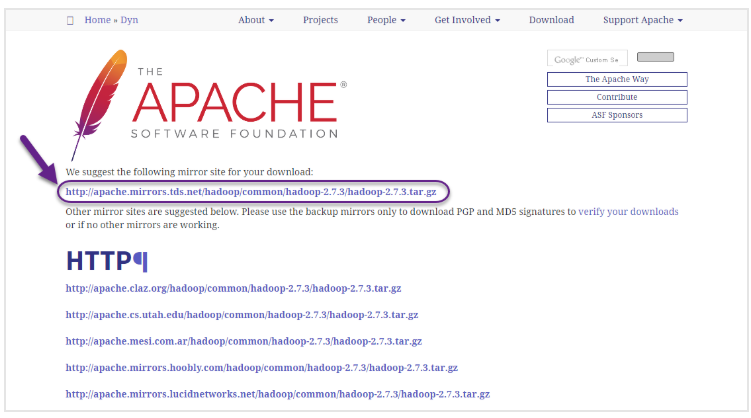 Home » Dyn About Projects People Get Involved Download Support Apache
THE
APACHE®
SOFTWARE FOUNDATION
Google Custom Se
The Apache Way
Contribute
ASF Sponsors
We suggest the following mirror site for your download:
http://apache.mirrors.tds.net/hadoop/common/hadoop-2.7.3/hadoop-2.7.3.tar.gz
Other mirror sites are suggested below. Please use the backup mirrors only to download PGP and MD5 signatures to verify your downloads
or if no other mirrors are working.
HTTP¶
http://apache.claz.org/hadoop/common/hadoop-2.7.3/hadoop-2.7.3.tar.gz
http://apache.cs.utah.edu/hadoop/common/hadoop-2.7.3/hadoop-2.7.3.tar.gz
http://apache.mesi.com.ar/hadoop/common/hadoop-2.7.3/hadoop-2.7.3.tar.gz
http://apache.mirrors.hoobly.com/hadoop/common/hadoop-2.7.3/hadoop-2.7.3.tar.gz
http://apache.mirrors.lucidnetworks.net/hadoop/common/hadoop-2.7.3/hadoop-2.7.3.tar.gz